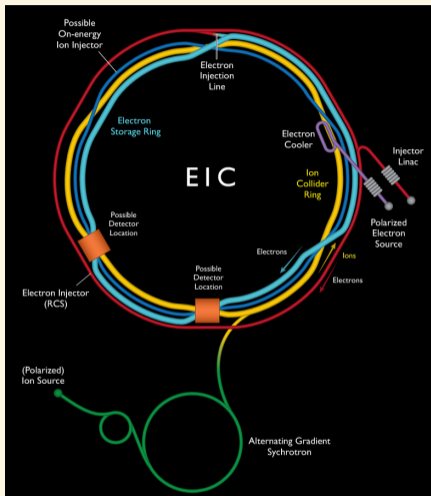 Possible
On-energy
Ion Injector
Electron
Injection
Line
Electron
Storage Ring
Electron
Cooler
Injector
Linac
EIC
Ion
Collider
Ring
Polarized
Electron
Source
Possible
Detector
Location
Electrons
Ions
Electrons
Possible
Detector
Location
Electron Injector
(RCS)
(Polarized)
Ion Source
Alternating Gradient
Sychrotron